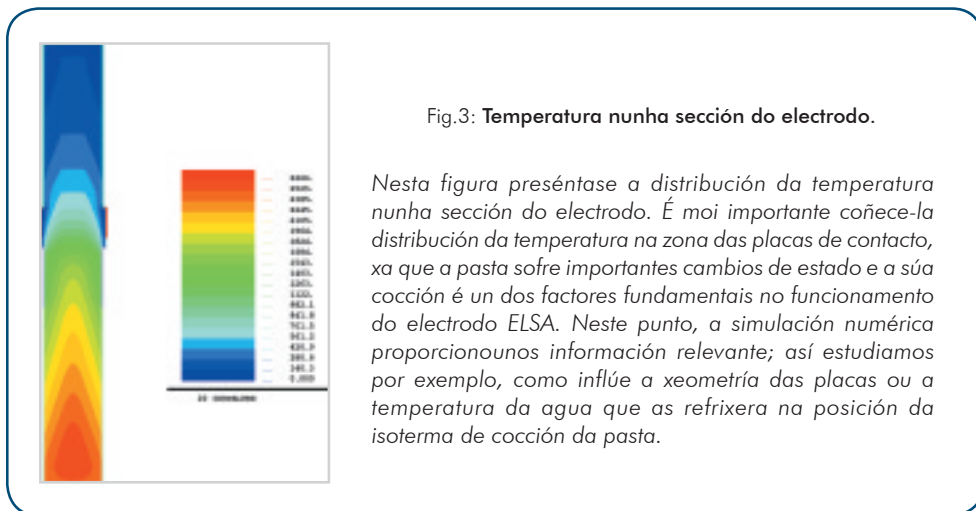 Fig.3: Temperatura nunha sección do electrodo.
Nesta figura preséntase a distribución da temperatura
nunha sección do electrodo. É moi importante coñece-la
distribución da temperatura na zona das placas de contacto,
xa que a pasta sofre importantes cambios de estado e a súa
cocción é un dos factores fundamentais no funcionamento
do electrodo ELSA. Neste punto, a simulación numérica
proporcionounos información relevante; así estudiamos
por exemplo, como inflúe a xeometría das placas ou a
temperatura da agua que as refrixera na posición da
isoterma de cocción da pasta.